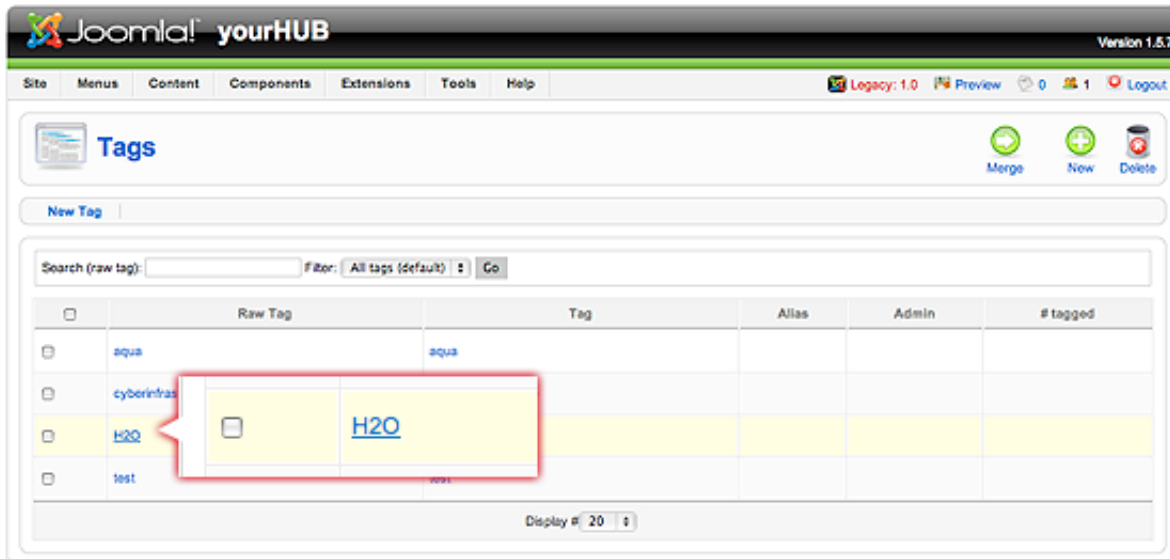 Joomla! yourHUB
Version 1.5.7
Site Menus Content Components Extensions Tools Help Legacy: 1.0 Preview 0 1 Logout
Tags
Merge New Delete
New Tag
Search (raw tag): Filter: All tags (default) Go
Raw Tag Tag Alias Admin # tagged
aqua aqua
cyberinfras
H2O H2O
test test
Display # 20